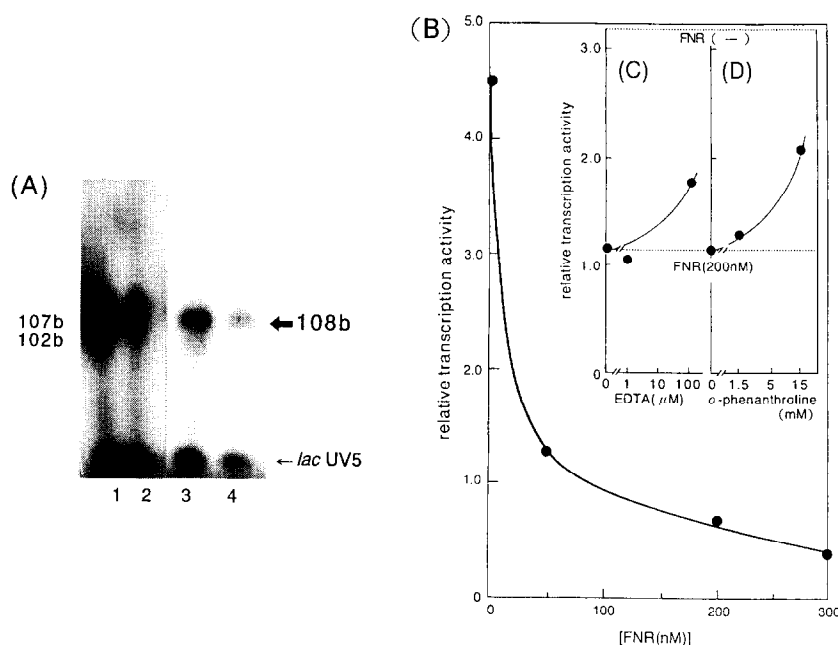 (A)
107b
102b
108b
lac UV5
1 2 3 4
(B)
relative transcription activity
5.0
4.0
3.0
2.0
1.0
0.0
0 100 200 300
[FNR(nM)]
FNR( — )
(C)
(D)
relative transcription activity
3.0
2.0
1.0
0
FNR(200nM)
0 1 10 100
EDTA(μM)
0 1.5 5 15
o-phenanthroline
(mM)